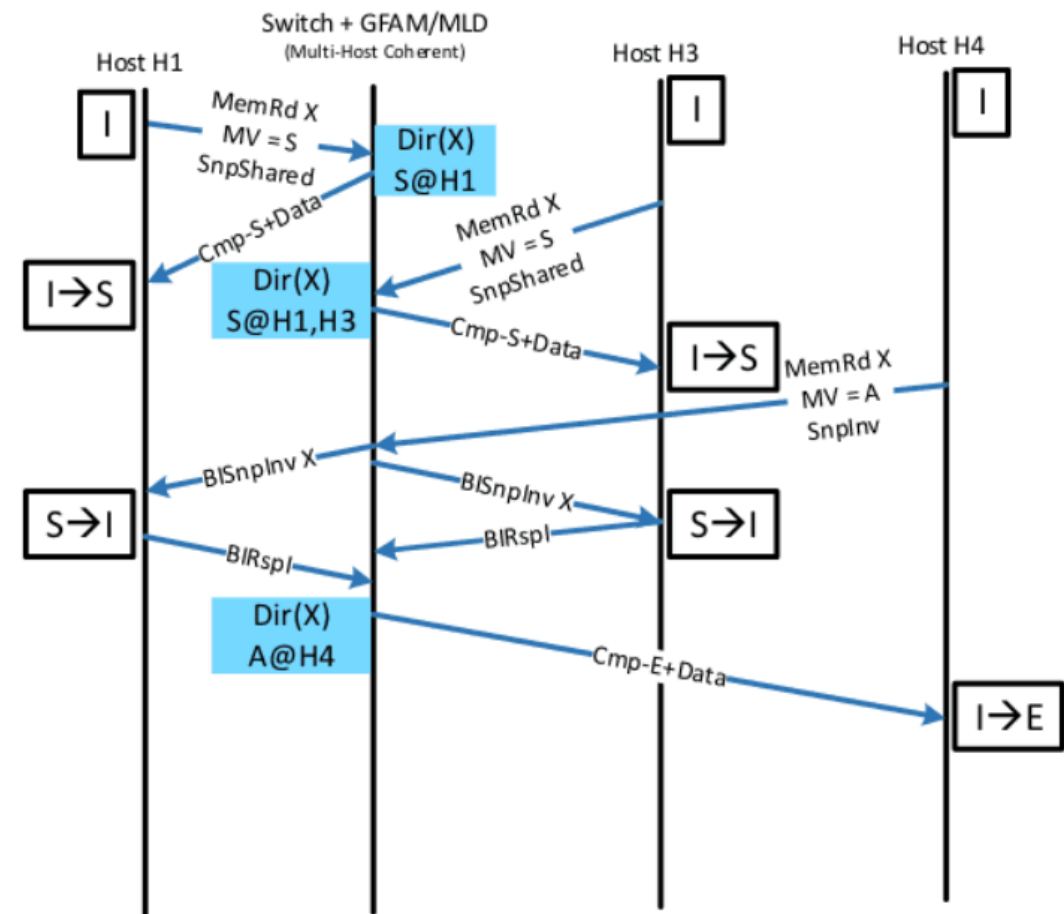 Switch + GFAM/MLD
(Multi-Host Coherent)
Host H1
Host H3
Host H4
I
I
I
MemRd X
MV = S
SnpShared
Dir(X)
S@H1
Cmp-S+Data
MemRd X
MV = S
SnpShared
I→S
Dir(X)
S@H1,H3
Cmp-S+Data
I→S
MemRd X
MV = A
SnpInv
BISnpInv X
BISnpInv X
S→I
S→I
BIRspI
BIRspI
Dir(X)
A@H4
Cmp-E+Data
I→E